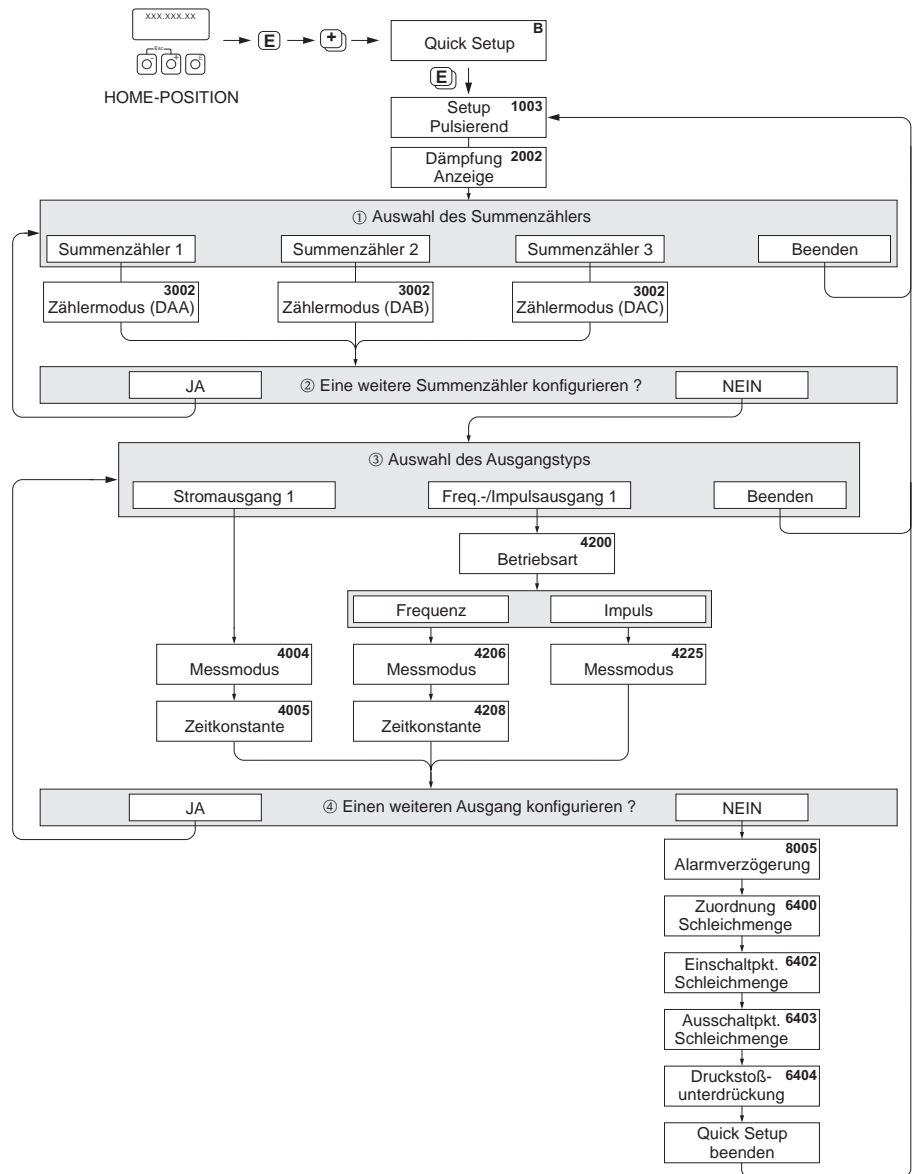 XXX.XXX.XX
B
Quick Setup
Esc
E
- + E
E
+
HOME-POSITION
Setup 1003
Pulsierend
Dämpfung 2002
Anzeige
① Auswahl des Summenzählers
Summenzähler 1
Summenzähler 2
Summenzähler 3
Beenden
3002
Zählermodus (DAA)
3002
Zählermodus (DAB)
3002
Zählermodus (DAC)
JA
② Eine weitere Summenzähler konfigurieren ?
NEIN
③ Auswahl des Ausgangstyps
Stromausgang 1
Freq.-/Impulsausgang 1
Beenden
4200
Betriebsart
Frequenz
Impuls
4004
Messmodus
4206
Messmodus
4225
Messmodus
4005
Zeitkonstante
4208
Zeitkonstante
JA
④ Einen weiteren Ausgang konfigurieren ?
NEIN
8005
Alarmverzögerung
Zuordnung 6400
Schleichmenge
Einschaltpkt. 6402
Schleichmenge
Ausschaltpkt. 6403
Schleichmenge
Druckstoß- 6404
unterdrückung
Quick Setup
beenden